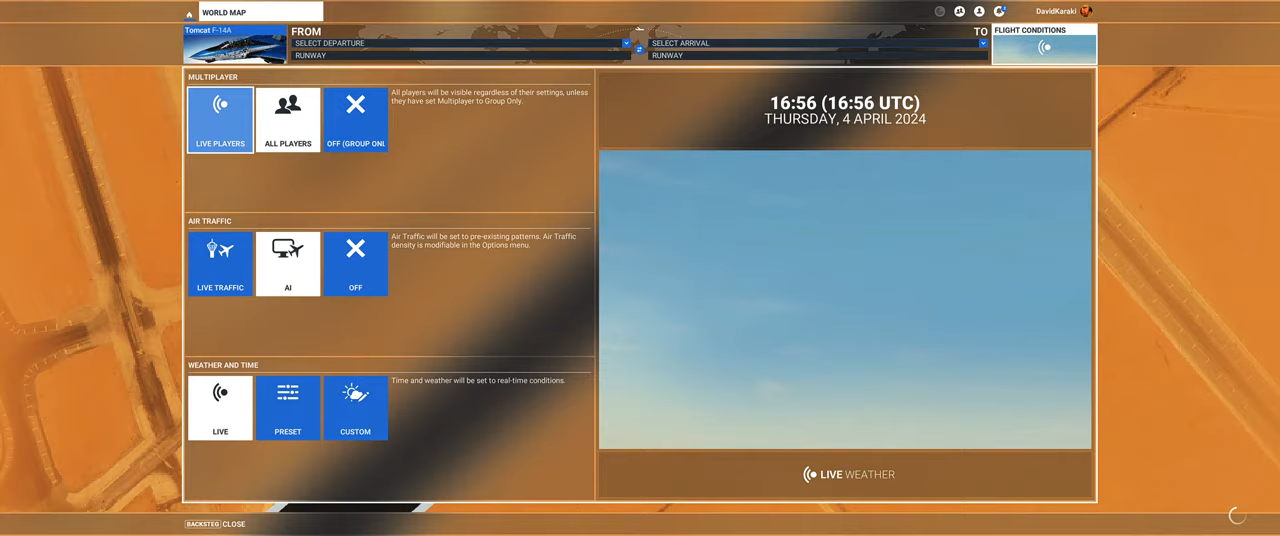 WORLD MAP
DavidKaraki
Tomcat F-14A
FROM
SELECT DEPARTURE
RUNWAY
TO
SELECT ARRIVAL
RUNWAY
FLIGHT CONDITIONS
MULTIPLAYER
LIVE PLAYERS
ALL PLAYERS
OFF (GROUP ONL
All players will be visible regardless of their settings, unless
they have set Multiplayer to Group Only.
AIR TRAFFIC
LIVE TRAFFIC
AI
OFF
Air Traffic will be set to pre-existing patterns. Air Traffic
density is modifiable in the Options menu.
WEATHER AND TIME
LIVE
PRESET
CUSTOM
Time and weather will be set to real-time conditions.
16:56 (16:56 UTC)
THURSDAY, 4 APRIL 2024
LIVE WEATHER
BACKSTEG CLOSE